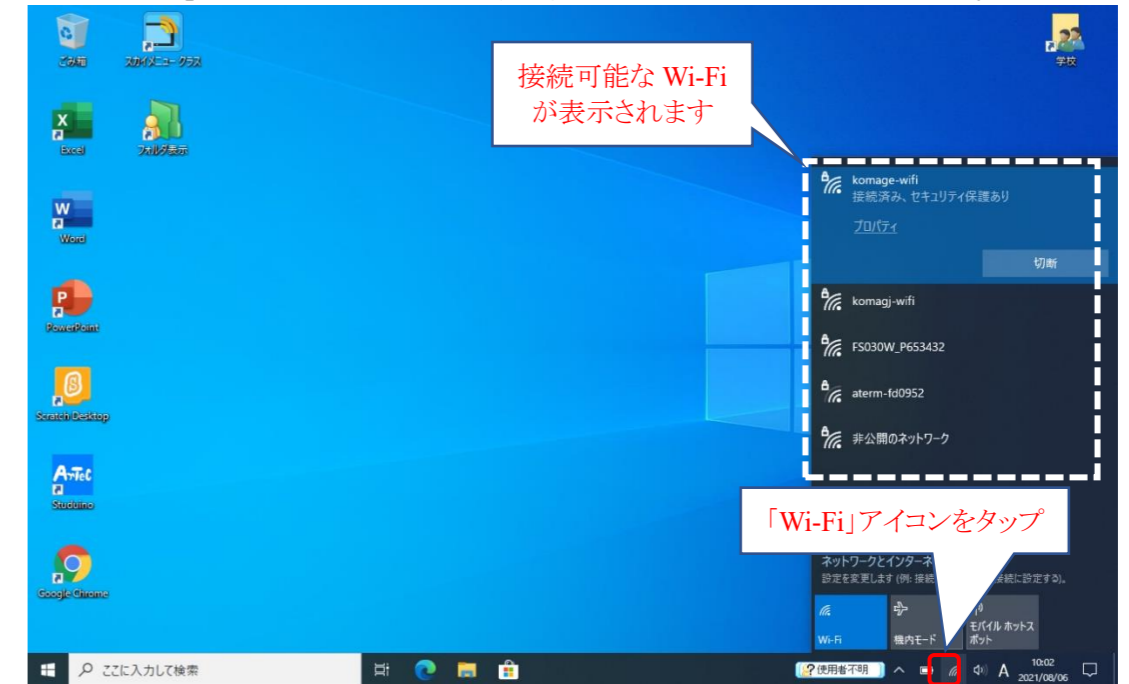 ごみ箱
スカイメニュー クラス
学校
接続可能な Wi-Fi
が表示されます
Excel
フォルダ表示
komage-wifi
接続済み、セキュリティ保護あり
プロパティ
切断
Word
komagj-wifi
PowerPoint
FS030W_P653432
aterm-fd0952
Scratch Desktop
非公開のネットワーク
ArTec
Studuino
「Wi-Fi」アイコンをタップ
ネットワークとインターネ
設定を変更します (例: 接続
接続に設定する)。
Google Chrome
Wi-Fi
機内モード
モバイル ホットス
ポット
ここに入力して検索
使用者不明
A
10:02
2021/08/06